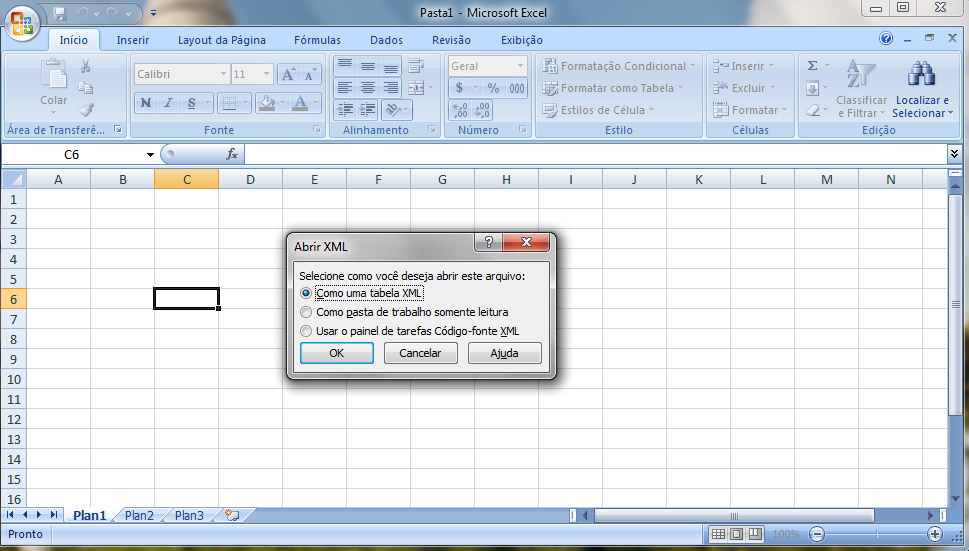 Pasta1 - Microsoft Excel
Início Inserir Layout da Página Fórmulas Dados Revisão Exibição
Calibri 11 Geral Formatação Condicional Inserir Σ
Colar N I S $ % 000 Formatar como Tabela Excluir Classificar e Filtrar Localizar e Selecionar
Estilos de Célula Formatar
Área de Transferê... Fonte Alinhamento Número Estilo Células Edição
C6 fx
A B C D E F G H I J K L M N
1
2
3
4
5
6
7
8
9
10
11
12
13
14
15
16
Abrir XML
Selecione como você deseja abrir este arquivo:
Como uma tabela XML
Como pasta de trabalho somente leitura
Usar o painel de tarefas Código-fonte XML
OK Cancelar Ajuda
Plan1 Plan2 Plan3
Pronto 100%